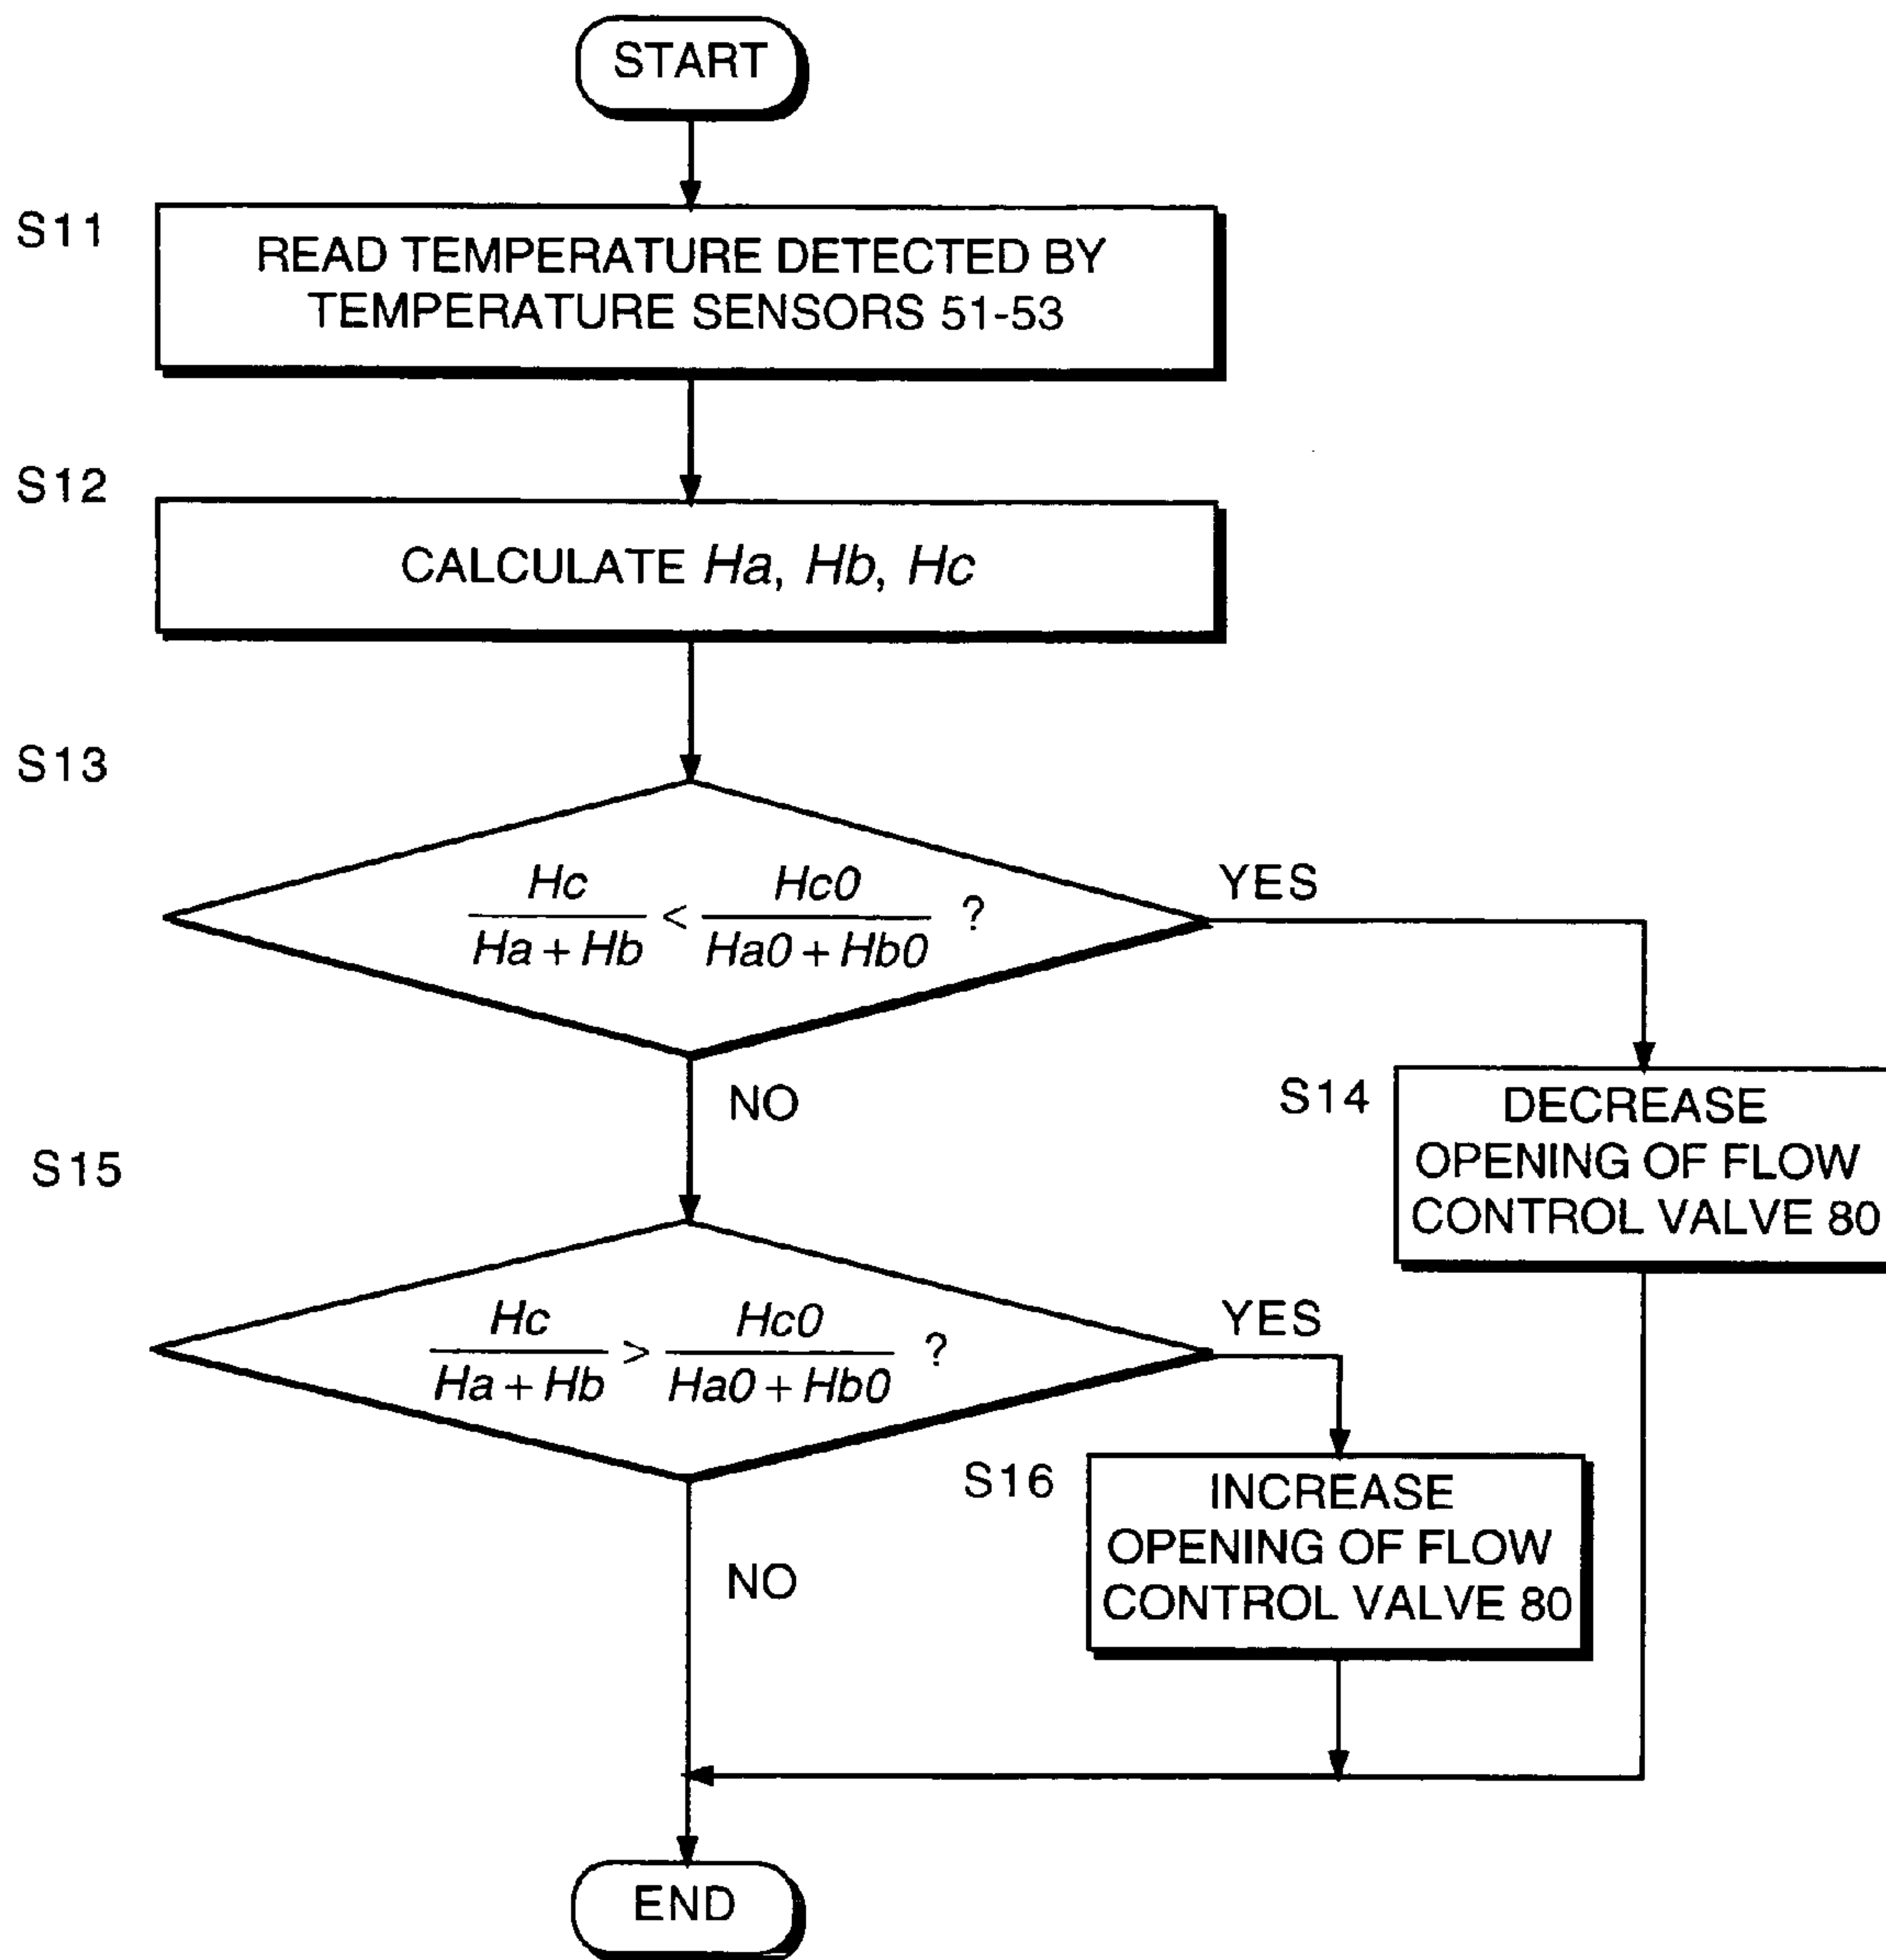 START
S11
READ TEMPERATURE DETECTED BY
TEMPERATURE SENSORS 51-53
S12
CALCULATE Ha, Hb, Hc
S13
Hc Hc0
< ?
Ha + Hb Ha0 + Hb0
YES
NO
S14
DECREASE
OPENING OF FLOW
CONTROL VALVE 80
S15
Hc Hc0
> ?
Ha + Hb Ha0 + Hb0
YES
S16
INCREASE
OPENING OF FLOW
CONTROL VALVE 80
NO
END